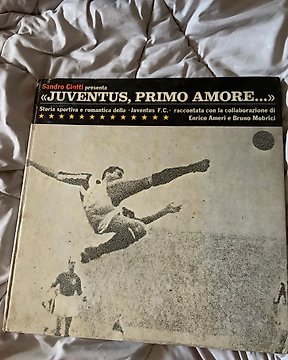 Sandro Ciotti presenta
«JUVENTUS, PRIMO AMORE...»
Storia sportiva e romantica della «Juventus F.C.» raccontata con la collaborazione di
Enrico Ameri e Bruno Mobrici